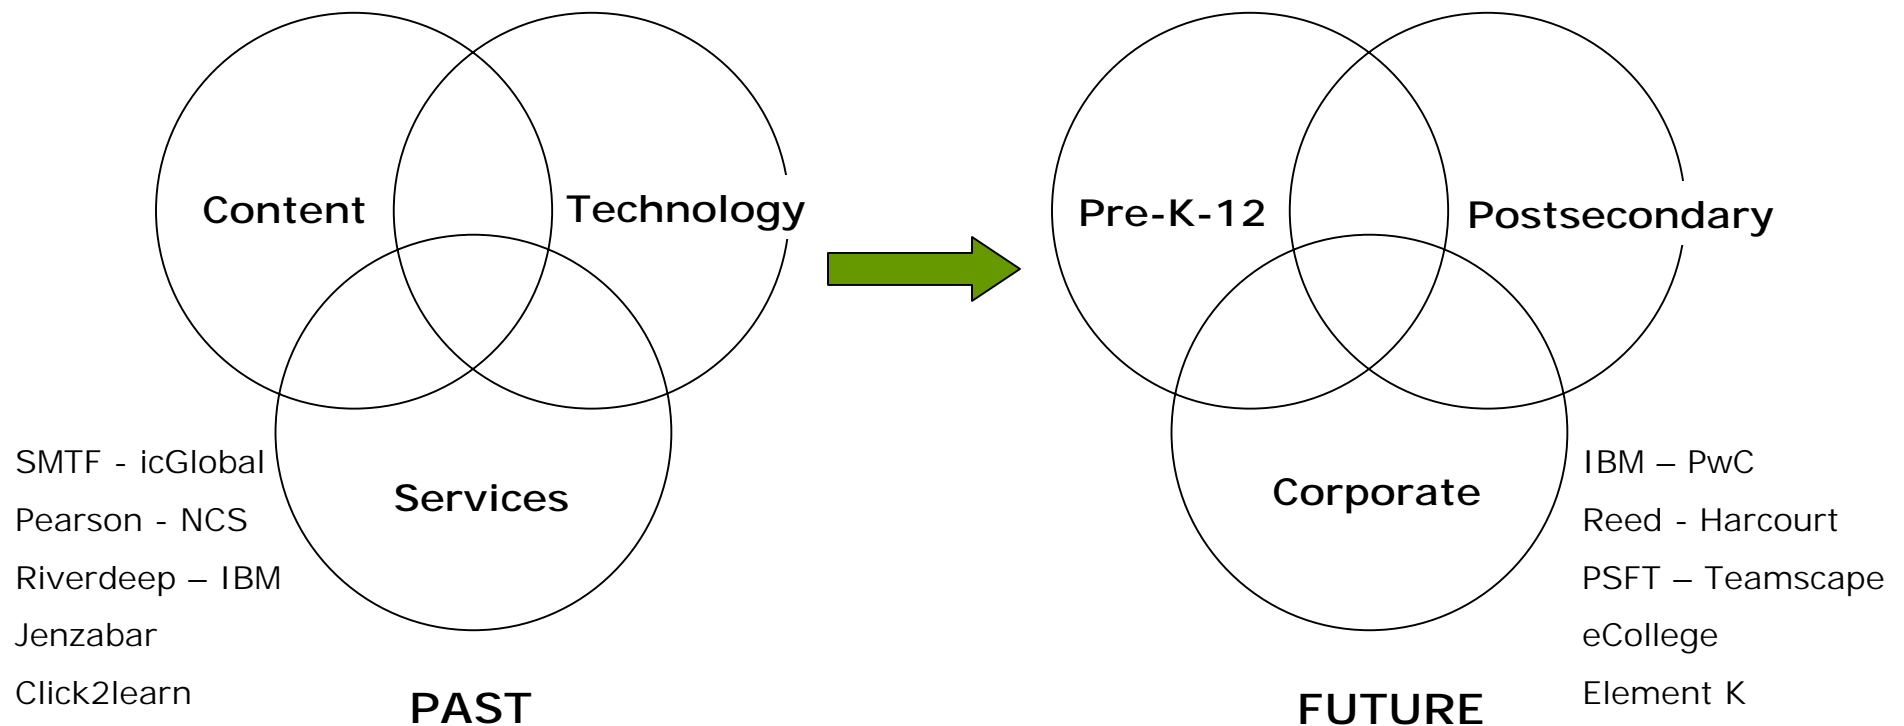 Content
Technology
Services
SMTF - icGlobal
Pearson - NCS
Riverdeep – IBM
Jenzabar
Click2learn
PAST
Pre-K-12
Postsecondary
Corporate
IBM – PwC
Reed - Harcourt
PSFT – Teamscape
eCollege
Element K
FUTURE